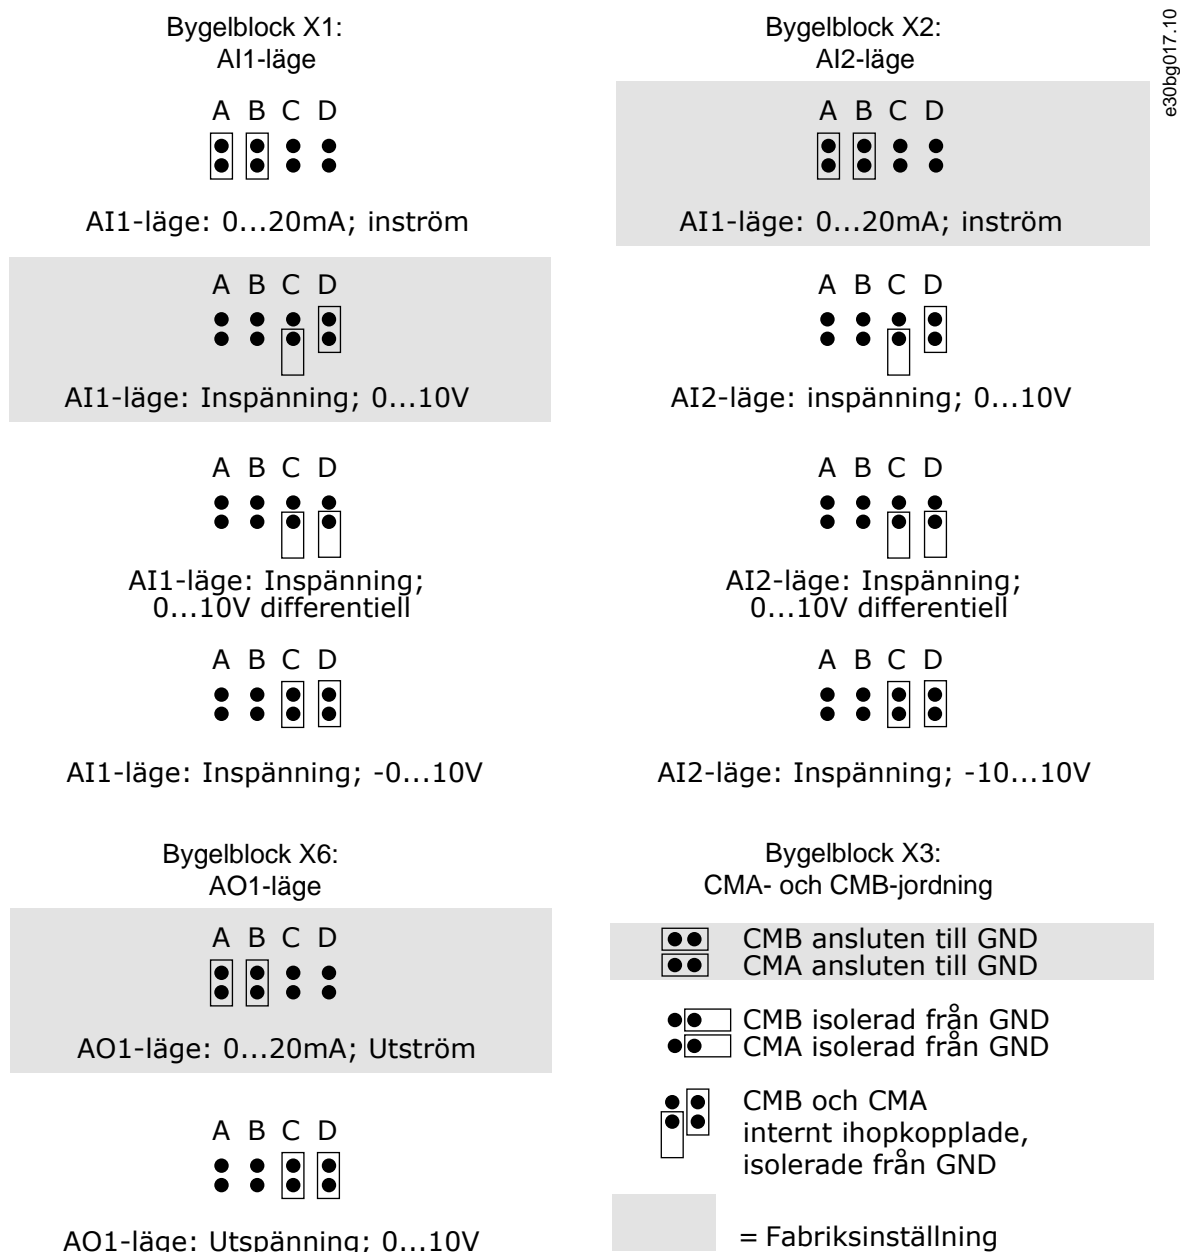 Bygelblock X1:
AI1-läge
A B C D
AI1-läge: 0...20mA; inström
A B C D
AI1-läge: Inspänning; 0...10V
A B C D
AI1-läge: Inspänning;
0...10V differentiell
A B C D
AI1-läge: Inspänning; -0...10V
Bygelblock X2:
AI2-läge
A B C D
AI1-läge: 0...20mA; inström
A B C D
AI2-läge: inspänning; 0...10V
A B C D
AI2-läge: Inspänning;
0...10V differentiell
A B C D
AI2-läge: Inspänning; -10...10V
Bygelblock X6:
AO1-läge
A B C D
AO1-läge: 0...20mA; Utström
A B C D
AO1-läge: Utspänning; 0...10V
Bygelblock X3:
CMA- och CMB-jordning
CMB ansluten till GND
CMA ansluten till GND
CMB isolerad från GND
CMA isolerad från GND
CMB och CMA
internt ihopkopplade,
isolerade från GND
= Fabriksinställning
e30bg017.10